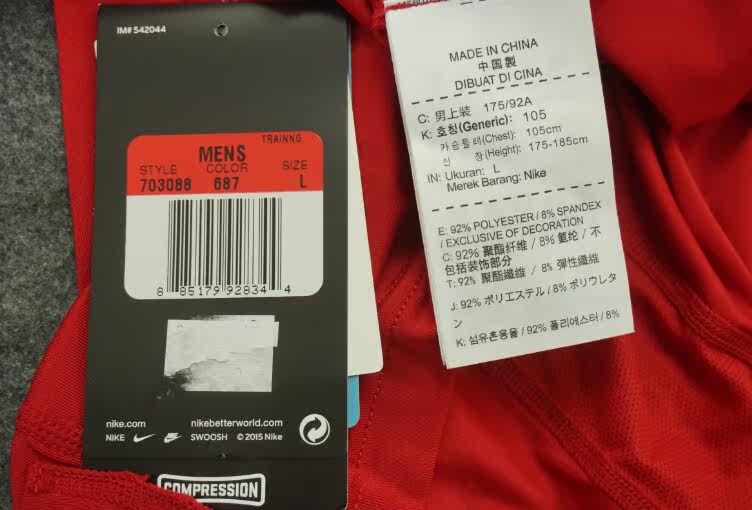 IM# 542044
TRAINNG
MENS
STYLE COLOR SIZE
703088 687 L
8 85179 92834 4
nike.com nikebetterworld.com
NIKE SWOOSH © 2015 Nike
COMPRESSION
MADE IN CHINA
中国製
DIBUAT DI CINA
C: 男上装 175/92A
K: 호칭(Generic): 105
가슴둘레(Chest): 105cm
신 장(Height): 175-185cm
IN: Ukuran: L
Merek Barang: Nike
E: 92% POLYESTER / 8% SPANDEX
/ EXCLUSIVE OF DECORATION
C: 92% 聚酯纤维 / 8% 氨纶 / 不
包括装饰部分
T: 92% 聚酯纖維 / 8% 彈性纖維
J: 92% ポリエステル / 8% ポリウレタ
ン
K: 섬유혼용율 / 92% 폴리에스터 / 8%